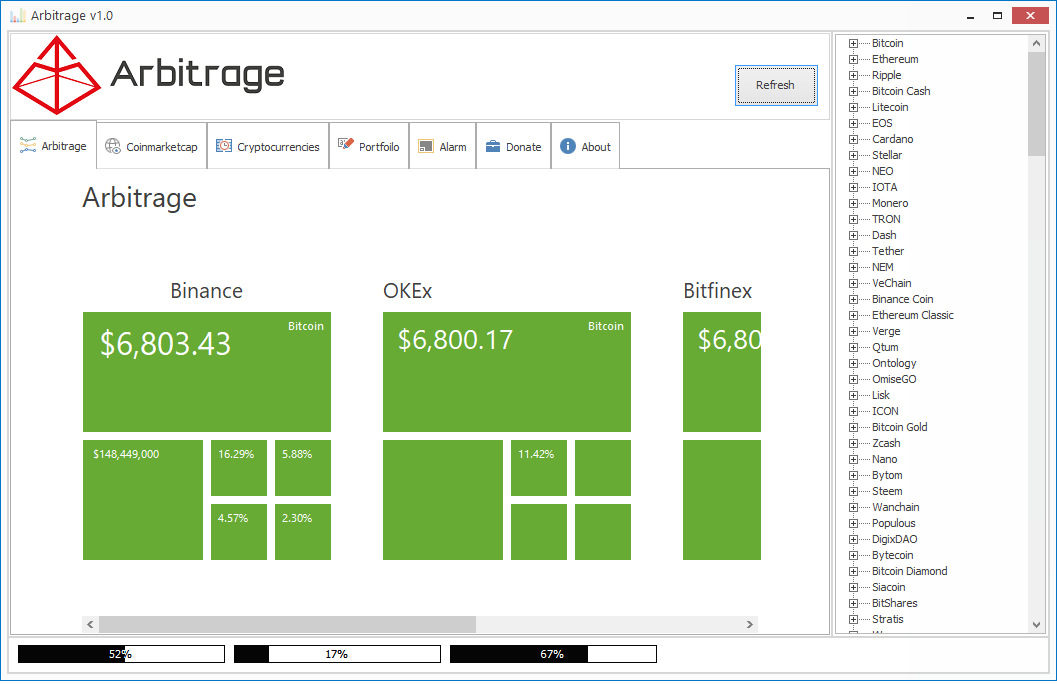 Arbitrage v1.0
Arbitrage
Refresh
Arbitrage
Coinmarketcap
Cryptocurrencies
Portfoilo
Alarm
Donate
About
Arbitrage
Binance
OKEx
Bitfinex
Bitcoin
$6,803.43
Bitcoin
$6,800.17
$6,80
$148,449,000
16.29%
5.88%
11.42%
4.57%
2.30%
52%
17%
67%
Bitcoin
Ethereum
Ripple
Bitcoin Cash
Litecoin
EOS
Cardano
Stellar
NEO
IOTA
Monero
TRON
Dash
Tether
NEM
VeChain
Binance Coin
Ethereum Classic
Verge
Qtum
Ontology
OmiseGO
Lisk
ICON
Bitcoin Gold
Zcash
Nano
Bytom
Steem
Wanchain
Populous
DigixDAO
Bytecoin
Bitcoin Diamond
Siacoin
BitShares
Stratis